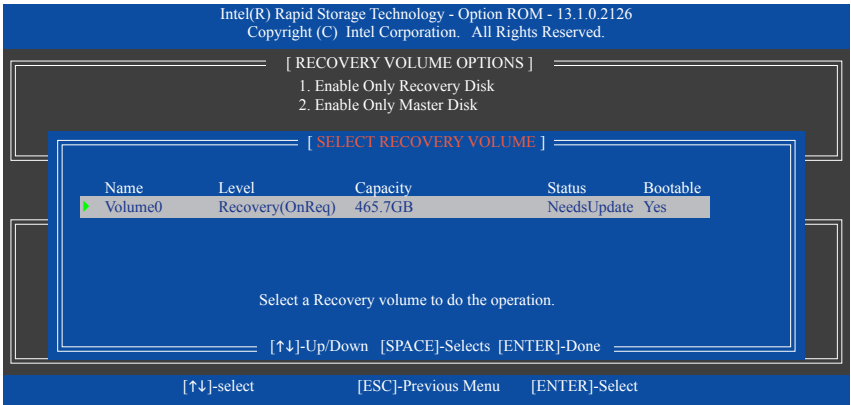 Intel(R) Rapid Storage Technology - Option ROM - 13.1.0.2126
Copyright (C) Intel Corporation. All Rights Reserved.
[ RECOVERY VOLUME OPTIONS ]
1. Enable Only Recovery Disk
2. Enable Only Master Disk
[ SELECT RECOVERY VOLUME ]
Name Level Capacity Status Bootable
Volume0 Recovery(OnReq) 465.7GB NeedsUpdate Yes
Select a Recovery volume to do the operation.
[↑↓]-Up/Down [SPACE]-Selects [ENTER]-Done
[↑↓]-select [ESC]-Previous Menu [ENTER]-Select